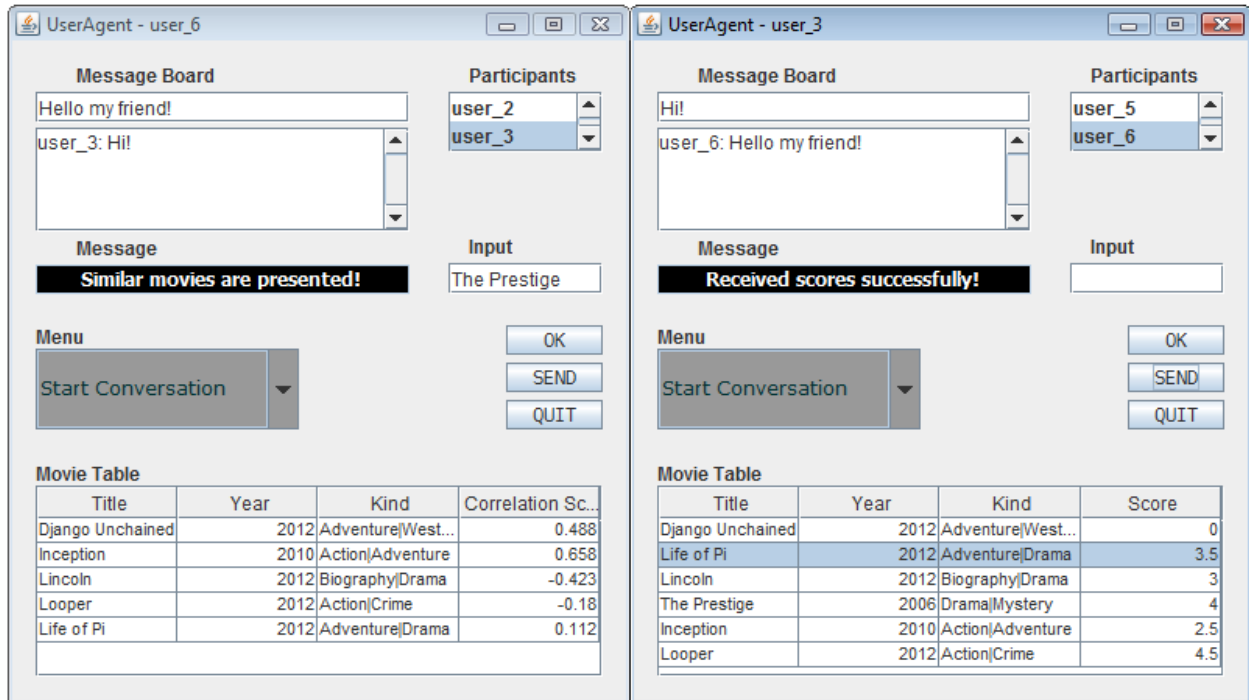 UserAgent - user_6
Message Board Participants
Hello my friend! user_2
user_3: Hi! user_3
Message Input
Similar movies are presented! The Prestige
Menu OK
Start Conversation SEND
QUIT
Movie Table
Title Year Kind Correlation Sc...
Django Unchained 2012 Adventure|West... 0.488
Inception 2010 Action|Adventure 0.658
Lincoln 2012 Biography|Drama -0.423
Looper 2012 Action|Crime -0.18
Life of Pi 2012 Adventure|Drama 0.112
UserAgent - user_3
Message Board Participants
Hi! user_5
user_6: Hello my friend! user_6
Message Input
Received scores successfully!
Menu OK
Start Conversation SEND
QUIT
Movie Table
Title Year Kind Score
Django Unchained 2012 Adventure|West... 0
Life of Pi 2012 Adventure|Drama 3.5
Lincoln 2012 Biography|Drama 3
The Prestige 2006 Drama|Mystery 4
Inception 2010 Action|Adventure 2.5
Looper 2012 Action|Crime 4.5